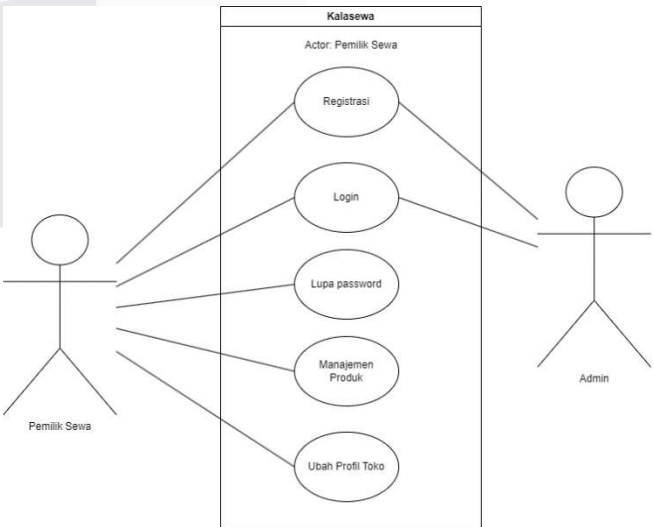 Kalasewa
Actor: Pemilik Sewa
Registrasi
Login
Lupa password
Manajemen
Produk
Ubah Profil Toko
Pemilik Sewa
Admin